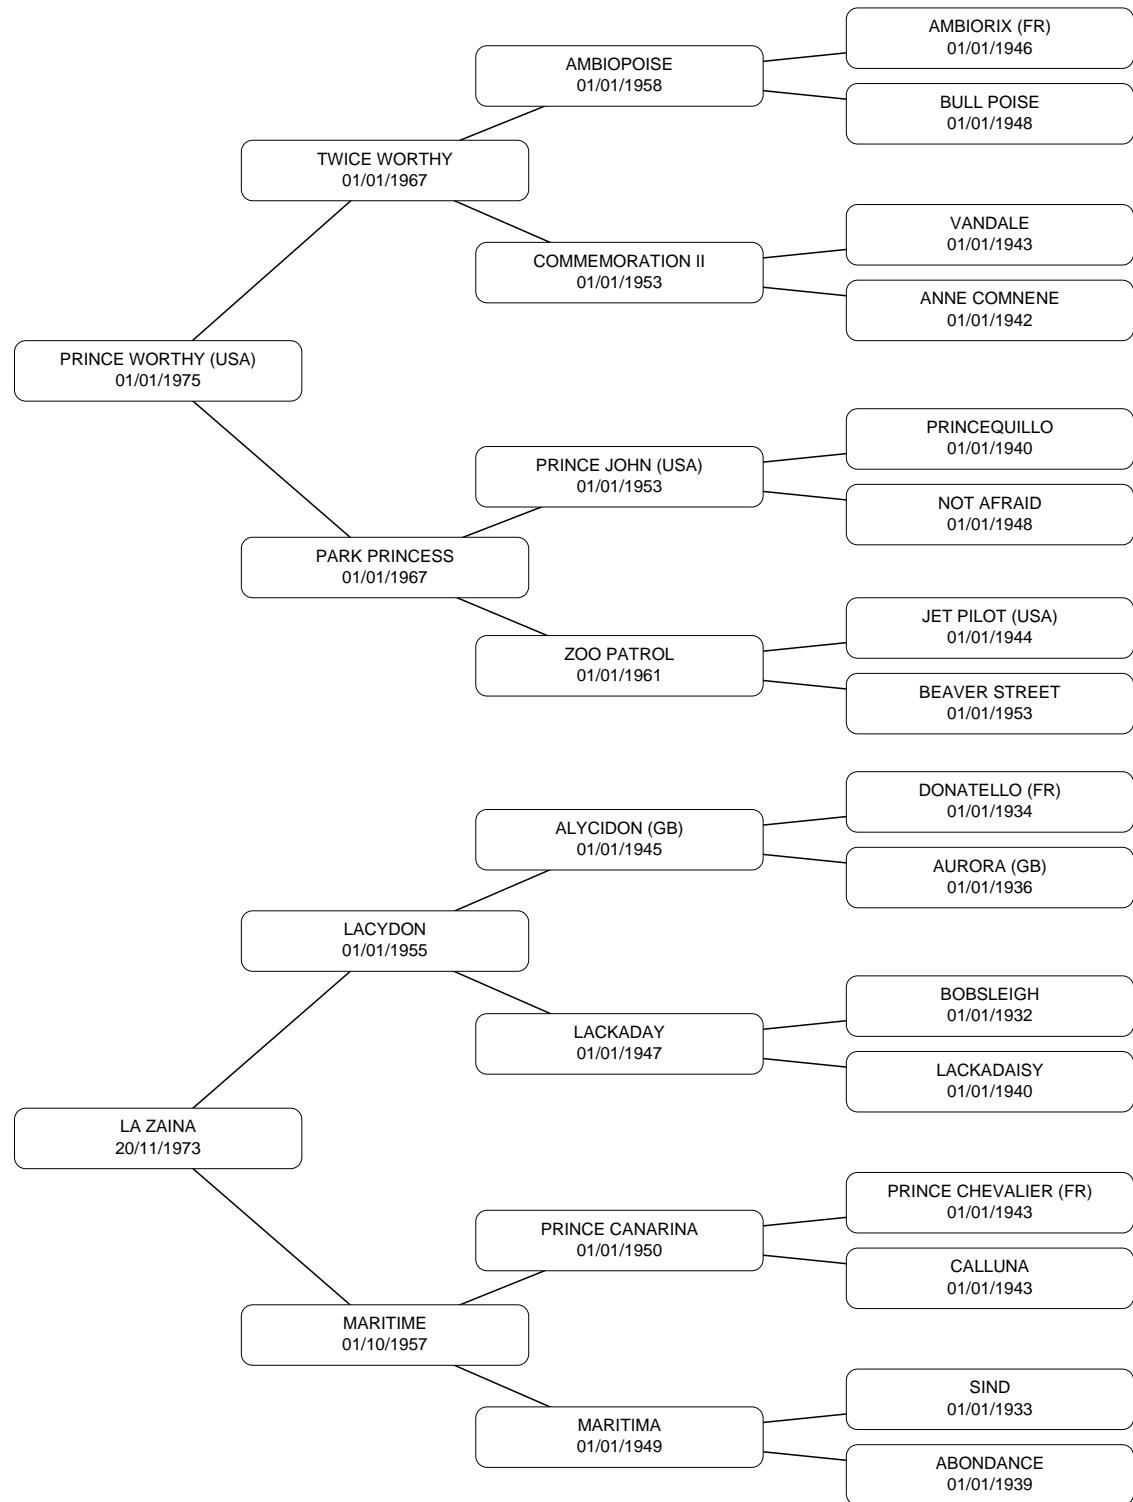 AMBIORIX (FR)
01/01/1946
AMBIOPOISE
01/01/1958
BULL POISE
01/01/1948
TWICE WORTHY
01/01/1967
VANDALE
01/01/1943
COMMEMORATION II
01/01/1953
ANNE COMNENE
01/01/1942
PRINCE WORTHY (USA)
01/01/1975
PRINCEQUILLO
01/01/1940
PRINCE JOHN (USA)
01/01/1953
NOT AFRAID
01/01/1948
PARK PRINCESS
01/01/1967
JET PILOT (USA)
01/01/1944
ZOO PATROL
01/01/1961
BEAVER STREET
01/01/1953
DONATELLO (FR)
01/01/1934
ALYCIDON (GB)
01/01/1945
AURORA (GB)
01/01/1936
LACYDON
01/01/1955
BOBSLEIGH
01/01/1932
LACKADAY
01/01/1947
LACKADAISY
01/01/1940
LA ZAINA
20/11/1973
PRINCE CHEVALIER (FR)
01/01/1943
PRINCE CANARINA
01/01/1950
CALLUNA
01/01/1943
MARITIME
01/10/1957
SIND
01/01/1933
MARITIMA
01/01/1949
ABONDANCE
01/01/1939